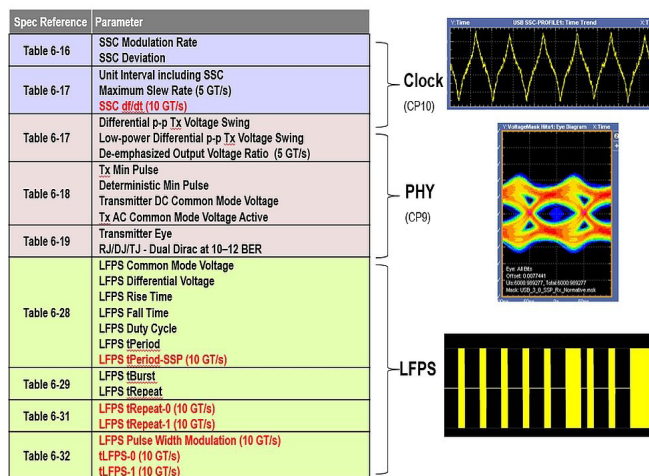 Spec Reference Parameter
Table 6-16
SSC Modulation Rate
SSC Deviation
Table 6-17
Unit Interval including SSC
Maximum Slew Rate (5 GT/s)
SSC df/dt (10 GT/s)
Table 6-17
Differential p-p Tx Voltage Swing
Low-power Differential p-p Tx Voltage Swing
De-emphasized Output Voltage Ratio (5 GT/s)
Table 6-18
Tx Min Pulse
Deterministic Min Pulse
Transmitter DC Common Mode Voltage
Tx AC Common Mode Voltage Active
Table 6-19
Transmitter Eye
RJ/DJ/TJ - Dual Dirac at 10–12 BER
Table 6-28
LFPS Common Mode Voltage
LFPS Differential Voltage
LFPS Rise Time
LFPS Fall Time
LFPS Duty Cycle
LFPS tPeriod
LFPS tPeriod-SSP (10 GT/s)
Table 6-29
LFPS tBurst
LFPS tRepeat
Table 6-31
LFPS tRepeat-0 (10 GT/s)
LFPS tRepeat-1 (10 GT/s)
Table 6-32
LFPS Pulse Width Modulation (10 GT/s)
tLFPS-0 (10 GT/s)
tLFPS-1 (10 GT/s)
Clock
(CP10)
PHY
(CP9)
LFPS
Y:Time USB SSC-PROFILE1: Time Trend
Eye Diagram X:Time
Eye: All Bits
Offset: 0.0077441